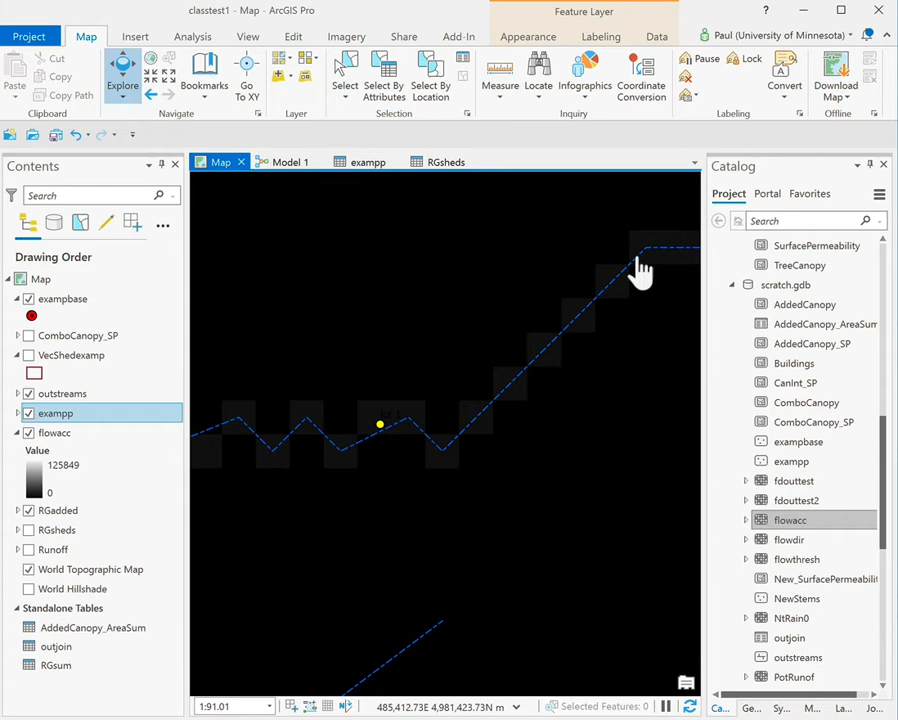 classtest1 - Map - ArcGIS Pro
Feature Layer
?
Project
Map
Insert
Analysis
View
Edit
Imagery
Share
Add-In
Appearance
Labeling
Data
Paul (University of Minnesota)
Paste
Cut
Copy
Copy Path
Clipboard
Explore
Bookmarks
Go
To XY
Navigate
Layer
Select
Select By
Attributes
Select By
Location
Selection
Measure
Locate
Infographics
Coordinate
Conversion
Inquiry
Pause
Lock
Convert
Labeling
Download
Map
Offline
Contents
Search
Drawing Order
Map
exampbase
ComboCanopy_SP
VecShedexamp
outstreams
exampp
flowacc
Value
125849
0
RGadded
RGsheds
Runoff
World Topographic Map
World Hillshade
Standalone Tables
AddedCanopy_AreaSum
outjoin
RGsum
Map
Model 1
exampp
RGsheds
1:91.01
485,412.73E 4,981,423.73N m
Selected Features: 0
Catalog
Project
Portal
Favorites
Search
SurfacePermeability
TreeCanopy
scratch.gdb
AddedCanopy
AddedCanopy_AreaSum
AddedCanopy_SP
Buildings
CanInt_SP
ComboCanopy
ComboCanopy_SP
exampbase
exampp
fdouttest
fdouttest2
flowacc
flowdir
flowthresh
New_SurfacePermeabilit
NewStems
NtRain0
outjoin
outstreams
PotRunof
Ca...
Ge...
Sy...
M...
La...
Jo...